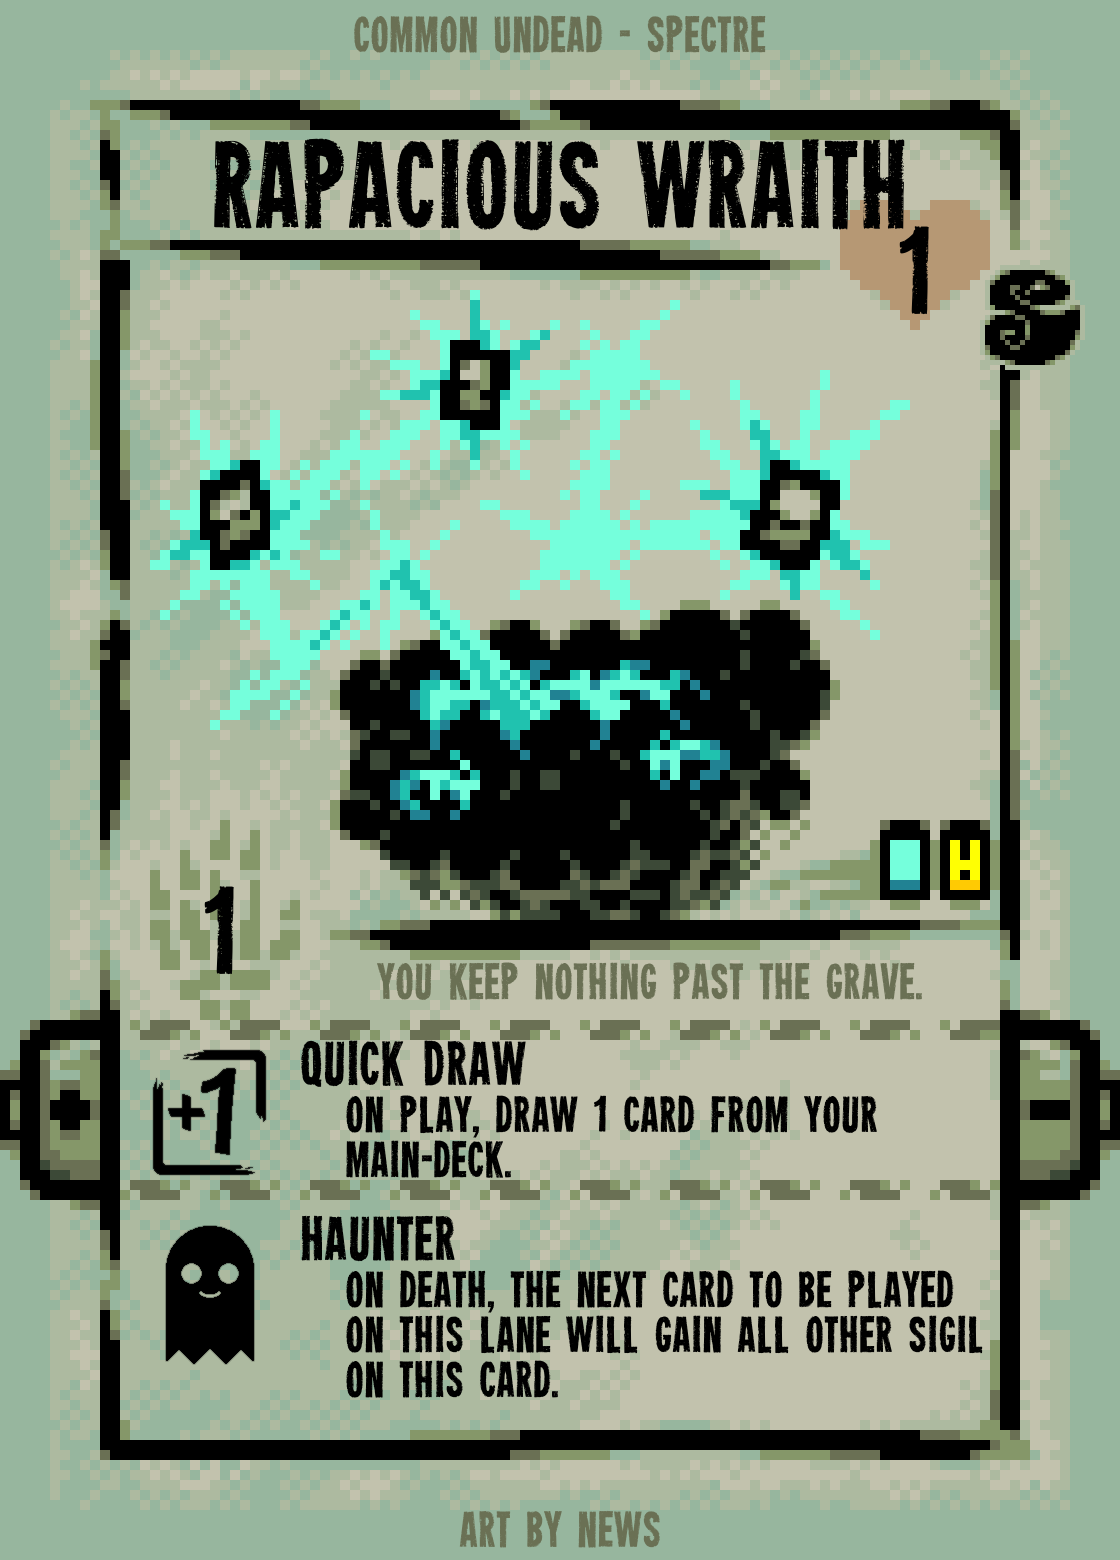 COMMON UNDEAD - SPECTRE
RAPACIOUS WRAITH
1
1
YOU KEEP NOTHING PAST THE GRAVE.
QUICK DRAW
+1
ON PLAY, DRAW 1 CARD FROM YOUR
MAIN-DECK.
HAUNTER
ON DEATH, THE NEXT CARD TO BE PLAYED
ON THIS LANE WILL GAIN ALL OTHER SIGIL
ON THIS CARD.
ART BY NEWS